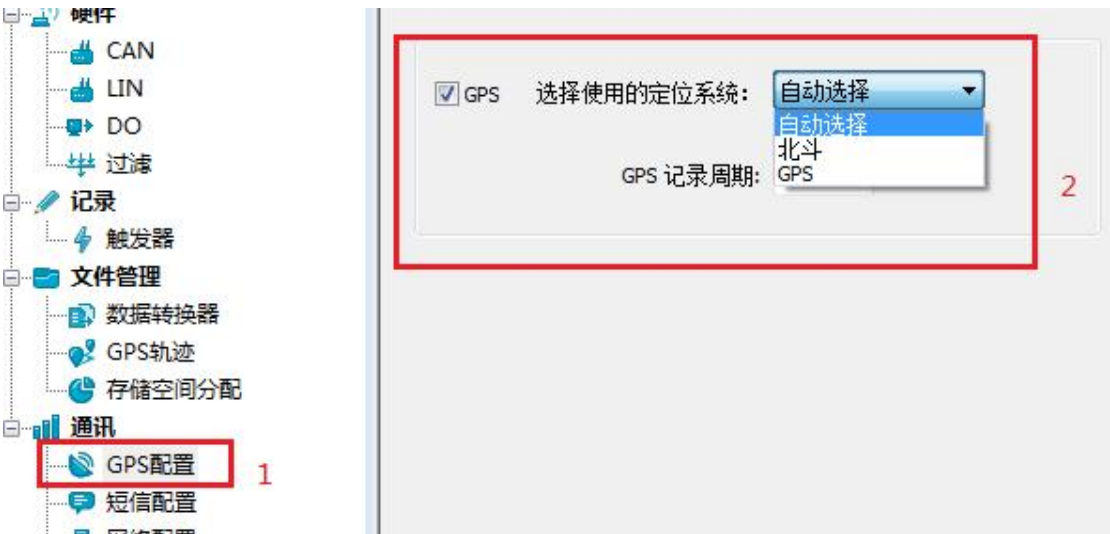 硬件
CAN
LIN
DO
过滤
记录
触发器
文件管理
数据转换器
GPS轨迹
存储空间分配
通讯
GPS配置
1
短信配置
GPS 选择使用的定位系统： 自动选择
自动选择
北斗
GPS
GPS 记录周期:
2